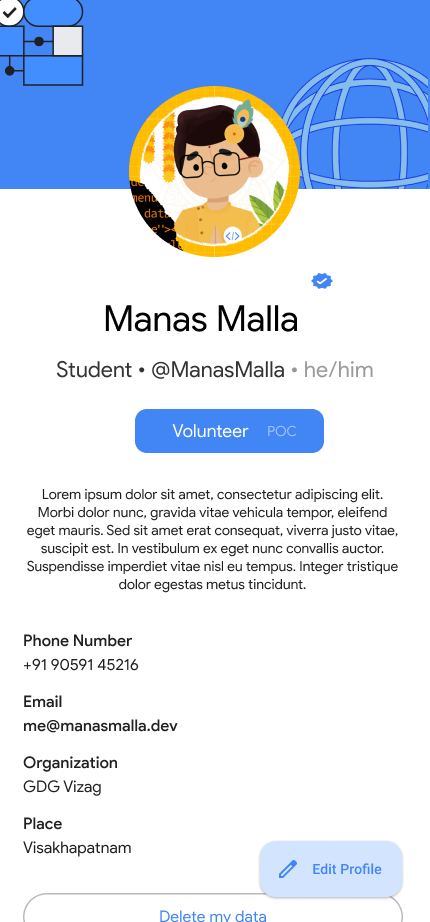 Manas Malla
Student • @ManasMalla • he/him
Volunteer POC
Lorem ipsum dolor sit amet, consectetur adipiscing elit.
Morbi dolor nunc, gravida vitae vehicula tempor, eleifend
eget mauris. Sed sit amet erat consequat, viverra justo vitae,
suscipit est. In vestibulum ex eget nunc convallis auctor.
Suspendisse imperdiet vitae nisl eu tempus. Integer tristique
dolor egestas metus tincidunt.
Phone Number
+91 90591 45216
Email
me@manasmalla.dev
Organization
GDG Vizag
Place
Visakhapatnam
Edit Profile
Delete my data